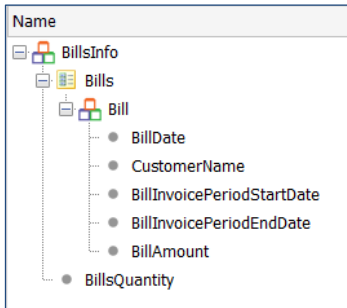 Name
BillsInfo
Bills
Bill
BillDate
CustomerName
BillInvoicePeriodStartDate
BillInvoicePeriodEndDate
BillAmount
BillsQuantity